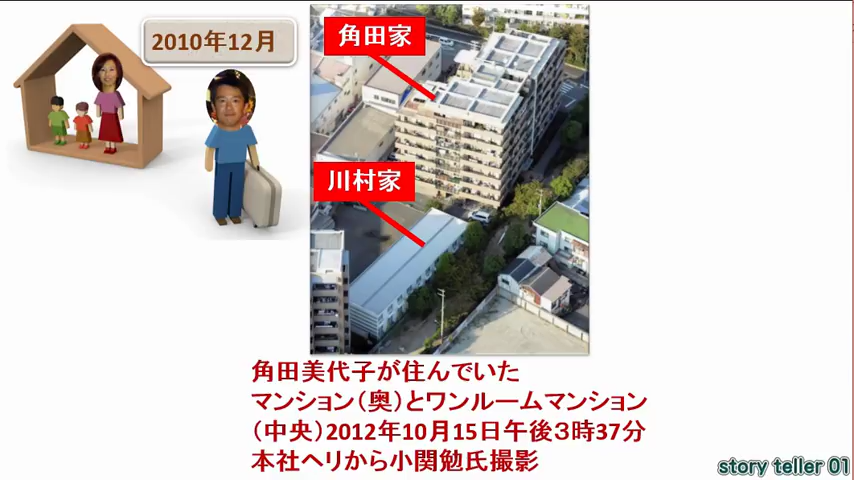 2010年12月
角田家
川村家
角田美代子が住んでいた
マンション（奥）とワンルームマンション
（中央）2012年10月15日午後３時37分
本社ヘリから小関勉氏撮影
story teller 01